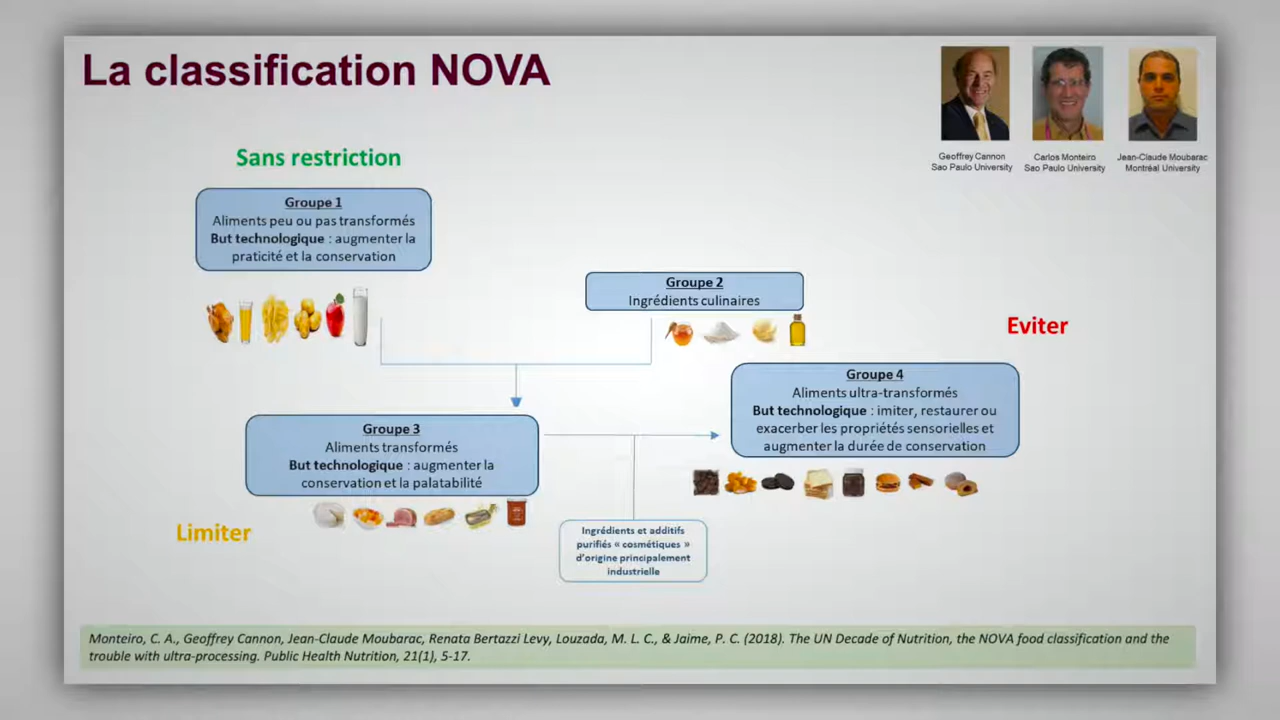 La classification NOVA
Geoffrey Cannon
Sao Paulo University
Carlos Monteiro
Sao Paulo University
Jean-Claude Moubarac
Montréal University
Sans restriction
Groupe 1
Aliments peu ou pas transformés
But technologique : augmenter la
praticité et la conservation
Groupe 2
Ingrédients culinaires
Eviter
Groupe 4
Aliments ultra-transformés
But technologique : imiter, restaurer ou
exacerber les propriétés sensorielles et
augmenter la durée de conservation
Groupe 3
Aliments transformés
But technologique : augmenter la
conservation et la palatabilité
Limiter
Ingrédients et additifs
purifiés « cosmétiques »
d'origine principalement
industrielle
Monteiro, C. A., Geoffrey Cannon, Jean-Claude Moubarac, Renata Bertazzi Levy, Louzada, M. L. C., & Jaime, P. C. (2018). The UN Decade of Nutrition, the NOVA food classification and the
trouble with ultra-processing. Public Health Nutrition, 21(1), 5-17.